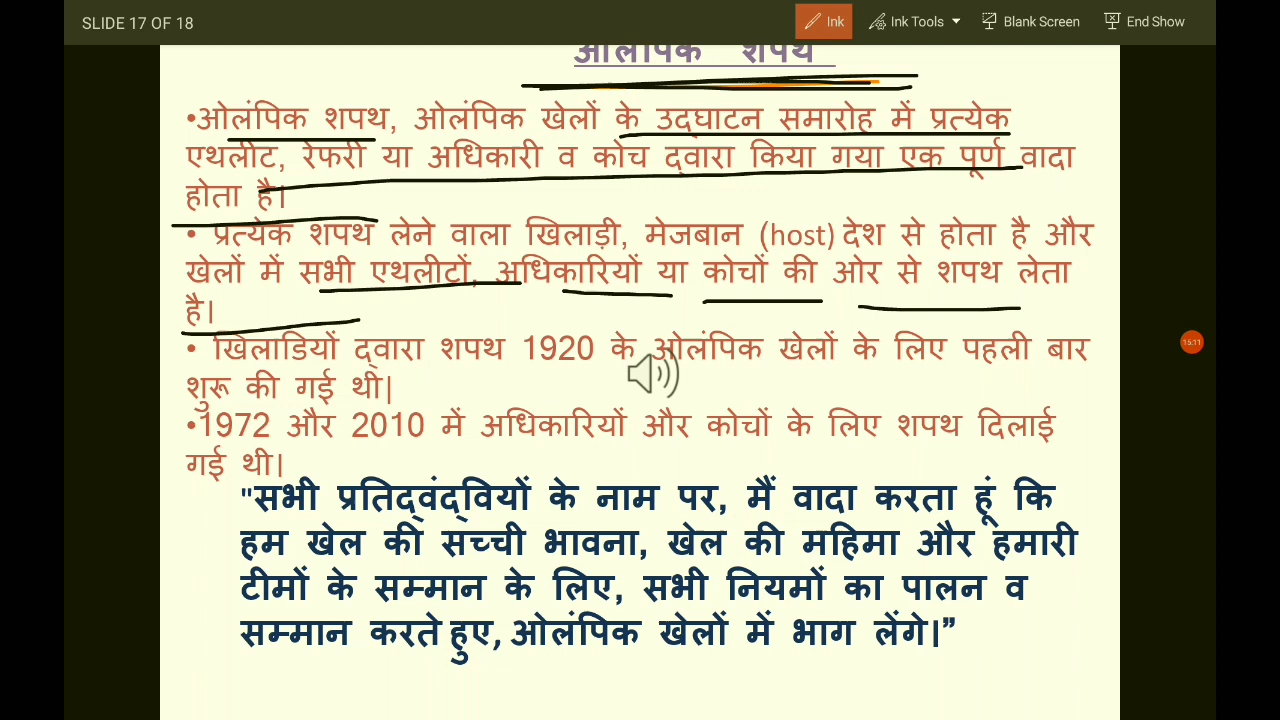 SLIDE 17 OF 18
Ink
Ink Tools
Blank Screen
End Show
ओलंपिक शपथ
•ओलंपिक शपथ, ओलंपिक खेलों के उद्घाटन समारोह में प्रत्येक
एथलीट, रेफरी या अधिकारी व कोच द्वारा किया गया एक पूर्ण वादा
होता है।
• प्रत्येक शपथ लेने वाला खिलाड़ी, मेजबान (host) देश से होता है और
खेलों में सभी एथलीटों, अधिकारियों या कोचों की ओर से शपथ लेता
है।
• खिलाडियों द्वारा शपथ 1920 के ओलंपिक खेलों के लिए पहली बार
शुरू की गई थी|
•1972 और 2010 में अधिकारियों और कोचों के लिए शपथ दिलाई
गई थी।
"सभी प्रतिद्वंद्वियों के नाम पर, मैं वादा करता हूं कि
हम खेल की सच्ची भावना, खेल की महिमा और हमारी
टीमों के सम्मान के लिए, सभी नियमों का पालन व
सम्मान करते हुए, ओलंपिक खेलों में भाग लेंगे।”
15:11